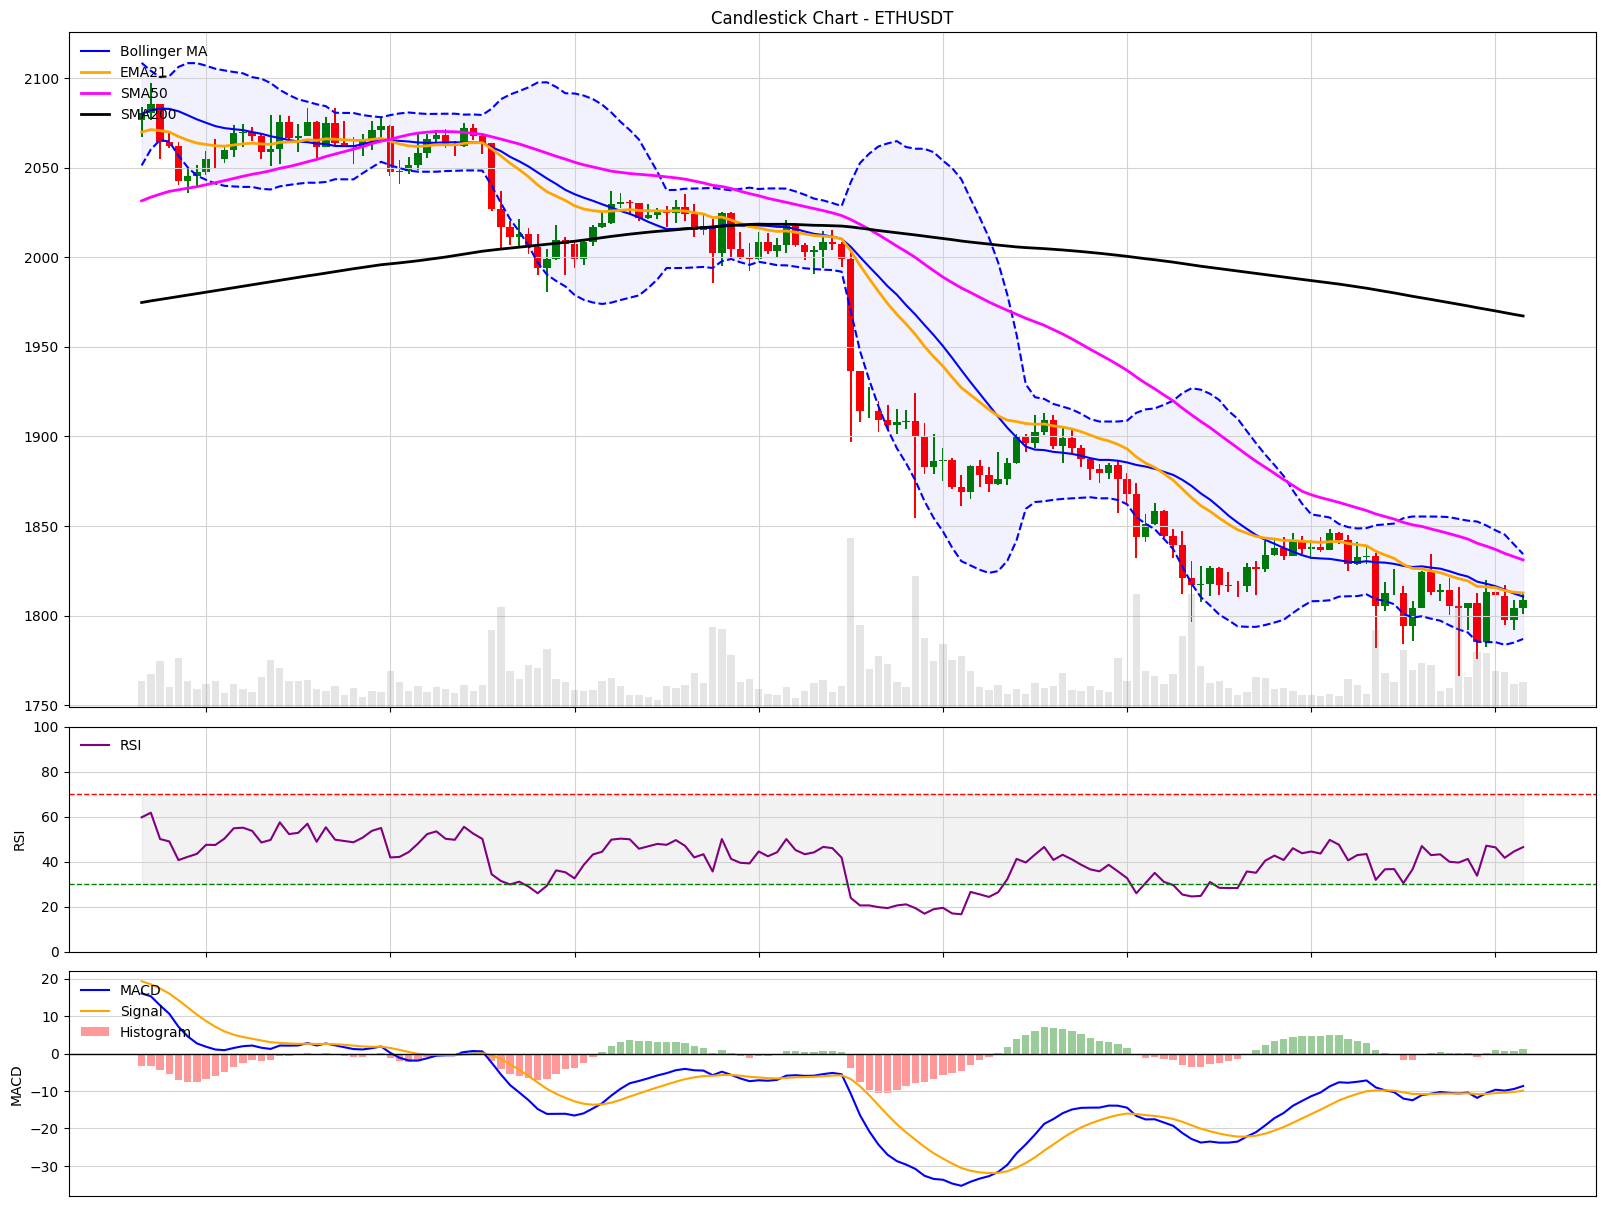 Candlestick Chart - ETHUSDT
Bollinger MA
EMA21
SMA50
SMA200
2100
2050
2000
1950
1900
1850
1800
1750
RSI
100
80
60
40
20
0
RSI
MACD
Signal
Histogram
20
10
0
−10
−20
−30
MACD